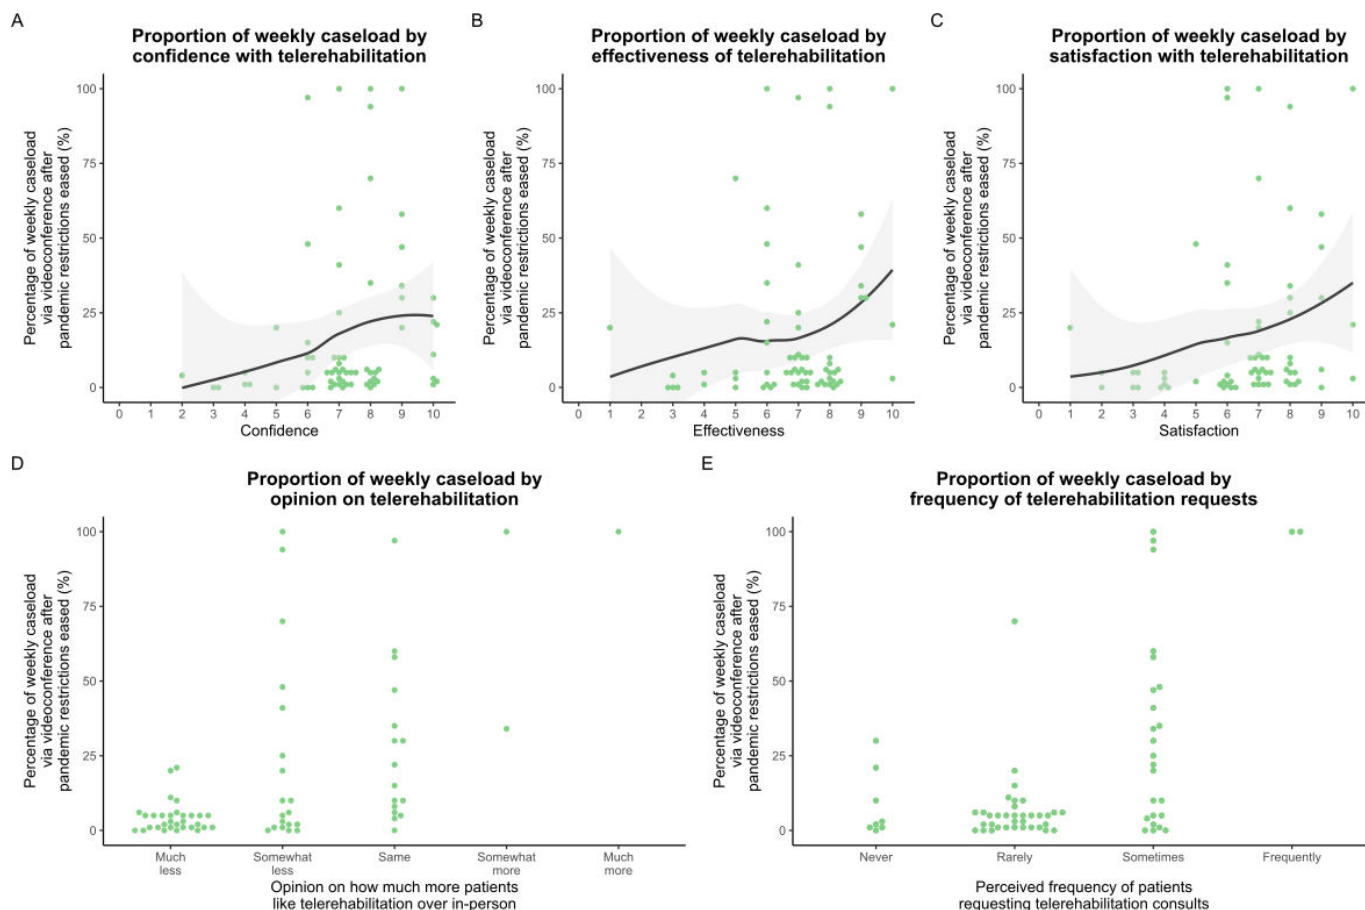 A
Proportion of weekly caseload by
confidence with telerehabilitation
Percentage of weekly caseload
via videoconference after
pandemic restrictions eased (%)
100
75
50
25
0
0 1 2 3 4 5 6 7 8 9 10
Confidence
B
Proportion of weekly caseload by
effectiveness of telerehabilitation
Percentage of weekly caseload
via videoconference after
pandemic restrictions eased (%)
100
75
50
25
0
0 1 2 3 4 5 6 7 8 9 10
Effectiveness
C
Proportion of weekly caseload by
satisfaction with telerehabilitation
Percentage of weekly caseload
via videoconference after
pandemic restrictions eased (%)
100
75
50
25
0
0 1 2 3 4 5 6 7 8 9 10
Satisfaction
D
Proportion of weekly caseload by
opinion on telerehabilitation
Percentage of weekly caseload
via videoconference after
pandemic restrictions eased (%)
100
75
50
25
0
Much Somewhat Same Somewhat Much
less less more more
Opinion on how much more patients
like telerehabilitation over in-person
E
Proportion of weekly caseload by
frequency of telerehabilitation requests
Percentage of weekly caseload
via videoconference after
pandemic restrictions eased (%)
100
75
50
25
0
Never Rarely Sometimes Frequently
Perceived frequency of patients
requesting telerehabilitation consults